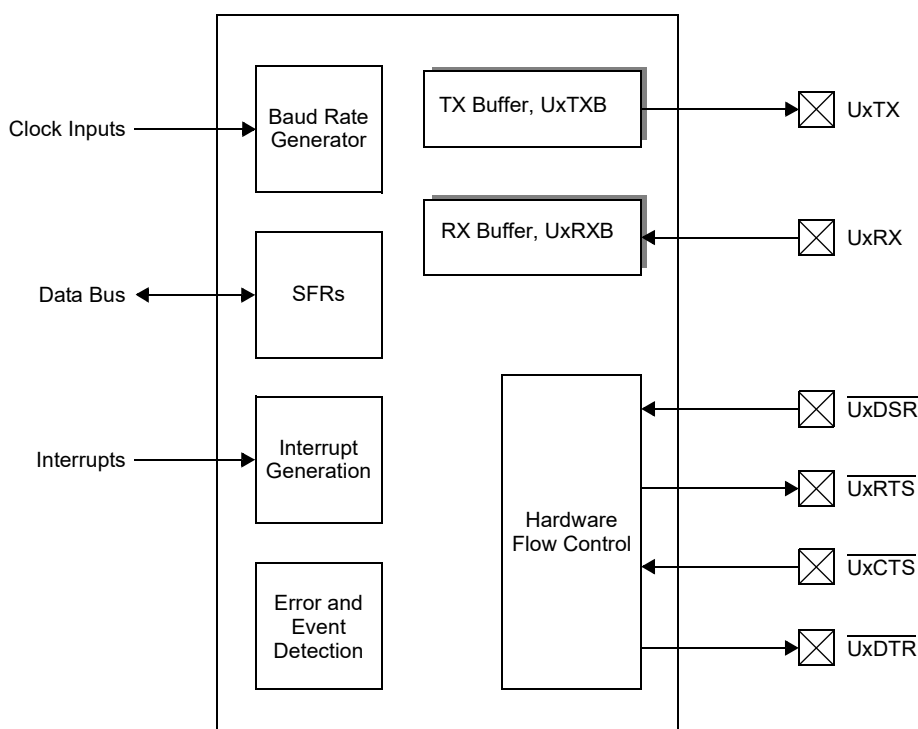 Clock Inputs
Baud Rate
Generator
TX Buffer, UxTXB
UxTX
RX Buffer, UxRXB
UxRX
Data Bus
SFRs
Interrupts
Interrupt
Generation
Error and
Event
Detection
Hardware
Flow Control
UxDSR
UxRTS
UxCTS
UxDTR